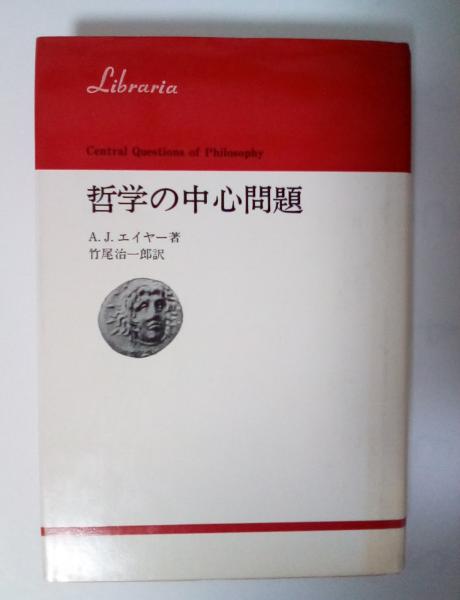 Libraria
Central Questions of Philosophy
哲学の中心問題
A. J. エイヤー著
竹尾治一郎訳